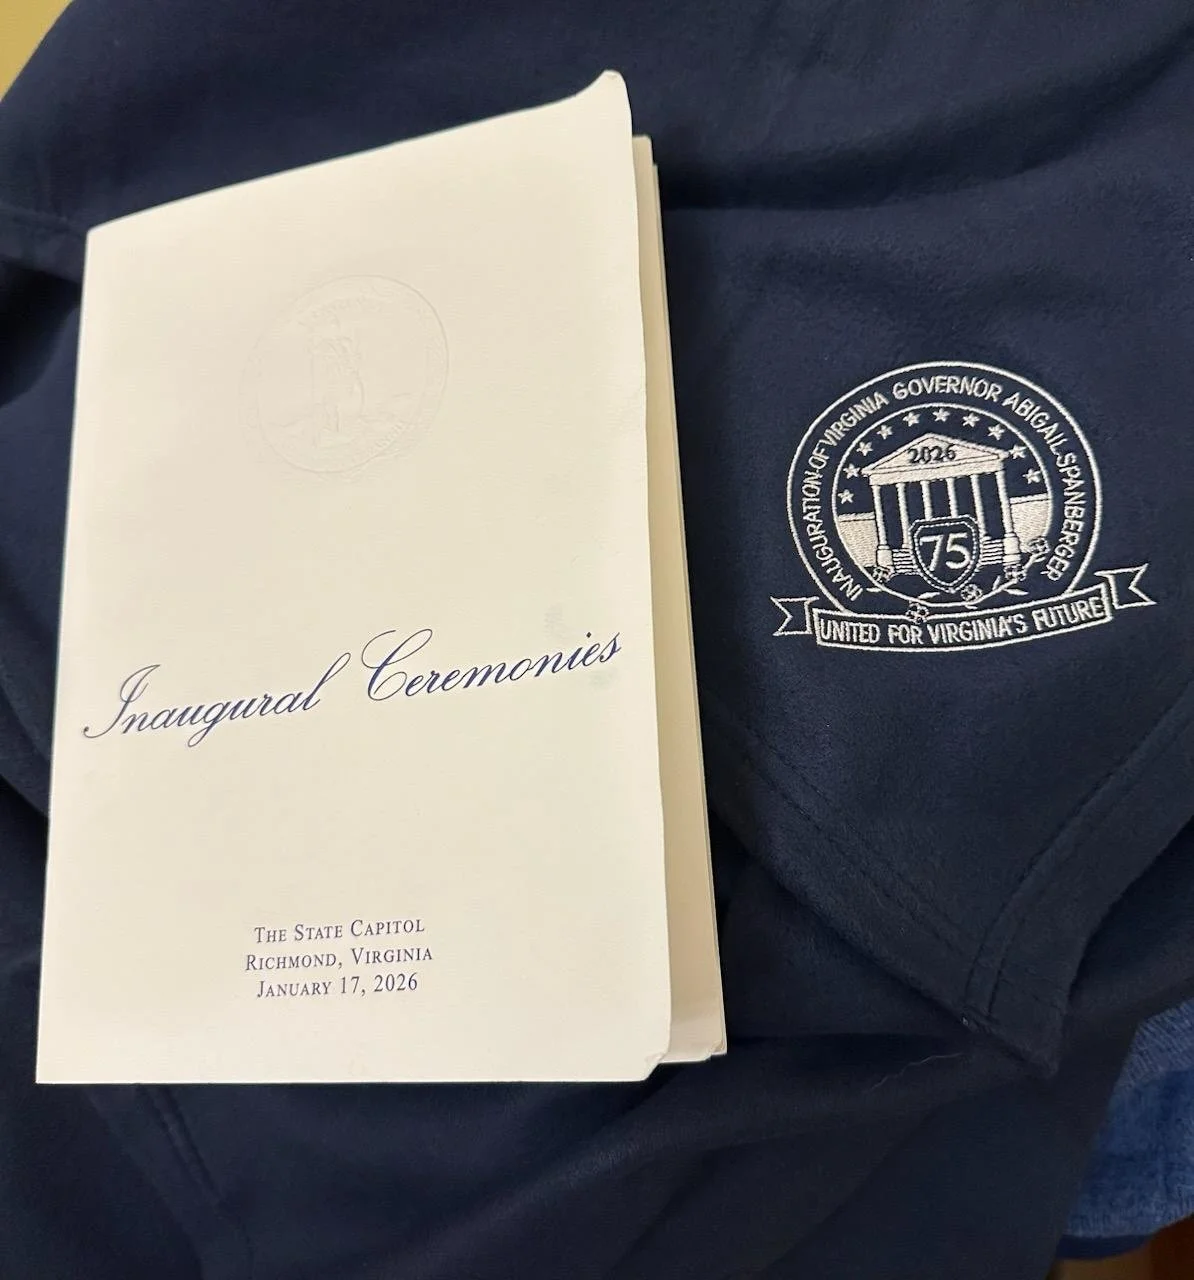 Inaugural Ceremonies
THE STATE CAPITOL
RICHMOND, VIRGINIA
JANUARY 17, 2026
INAUGURATION OF VIRGINIA GOVERNOR ABIGAIL SPANBERGER
2026
75
UNITED FOR VIRGINIA'S FUTURE